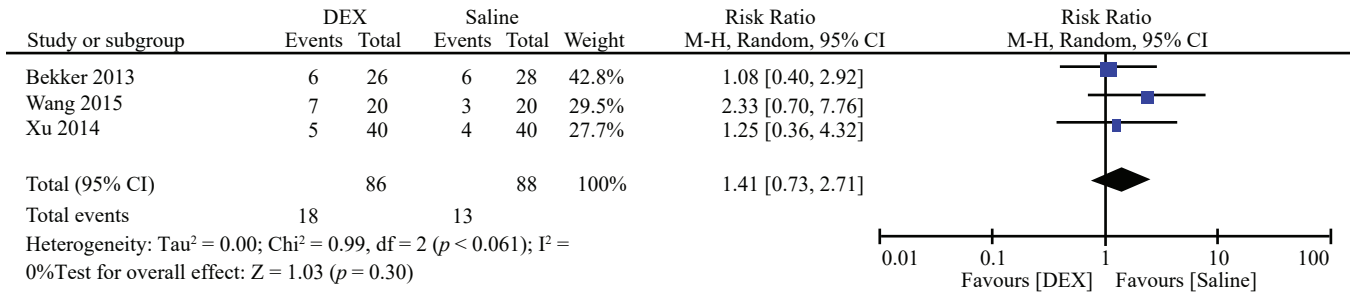 DEX Saline Risk Ratio Risk Ratio
Study or subgroup Events Total Events Total Weight M-H, Random, 95% CI M-H, Random, 95% CI
Bekker 2013 6 26 6 28 42.8% 1.08 [0.40, 2.92]
Wang 2015 7 20 3 20 29.5% 2.33 [0.70, 7.76]
Xu 2014 5 40 4 40 27.7% 1.25 [0.36, 4.32]
Total (95% CI) 86 88 100% 1.41 [0.73, 2.71]
Total events 18 13
Heterogeneity: Tau² = 0.00; Chi² = 0.99, df = 2 (p < 0.061); I² =
0%Test for overall effect: Z = 1.03 (p = 0.30)
0.01 0.1 1 10 100
Favours [DEX] Favours [Saline]